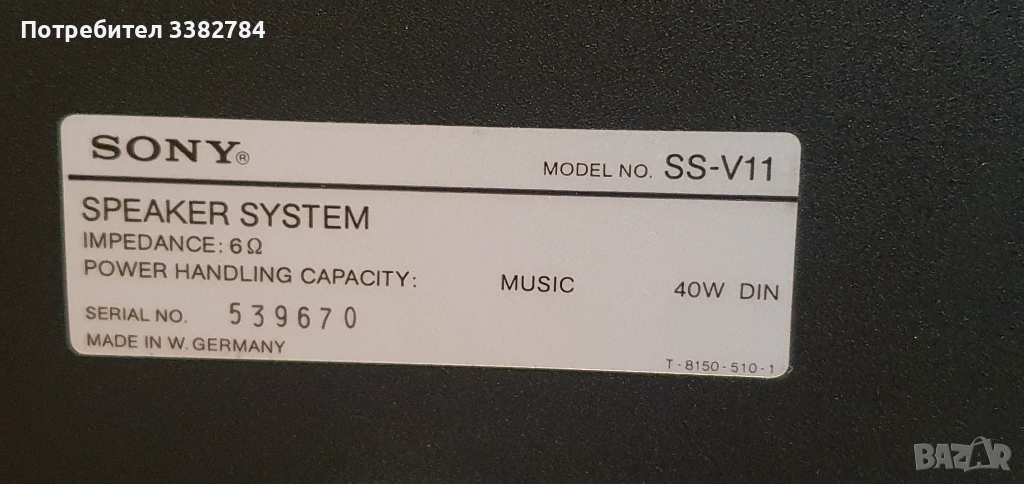 Потребител 3382784
SONY®
MODEL NO. SS-V11
SPEAKER SYSTEM
IMPEDANCE: 6Ω
POWER HANDLING CAPACITY: MUSIC 40W DIN
SERIAL NO. 539670
MADE IN W. GERMANY
T-8150-510-1
BAZAR